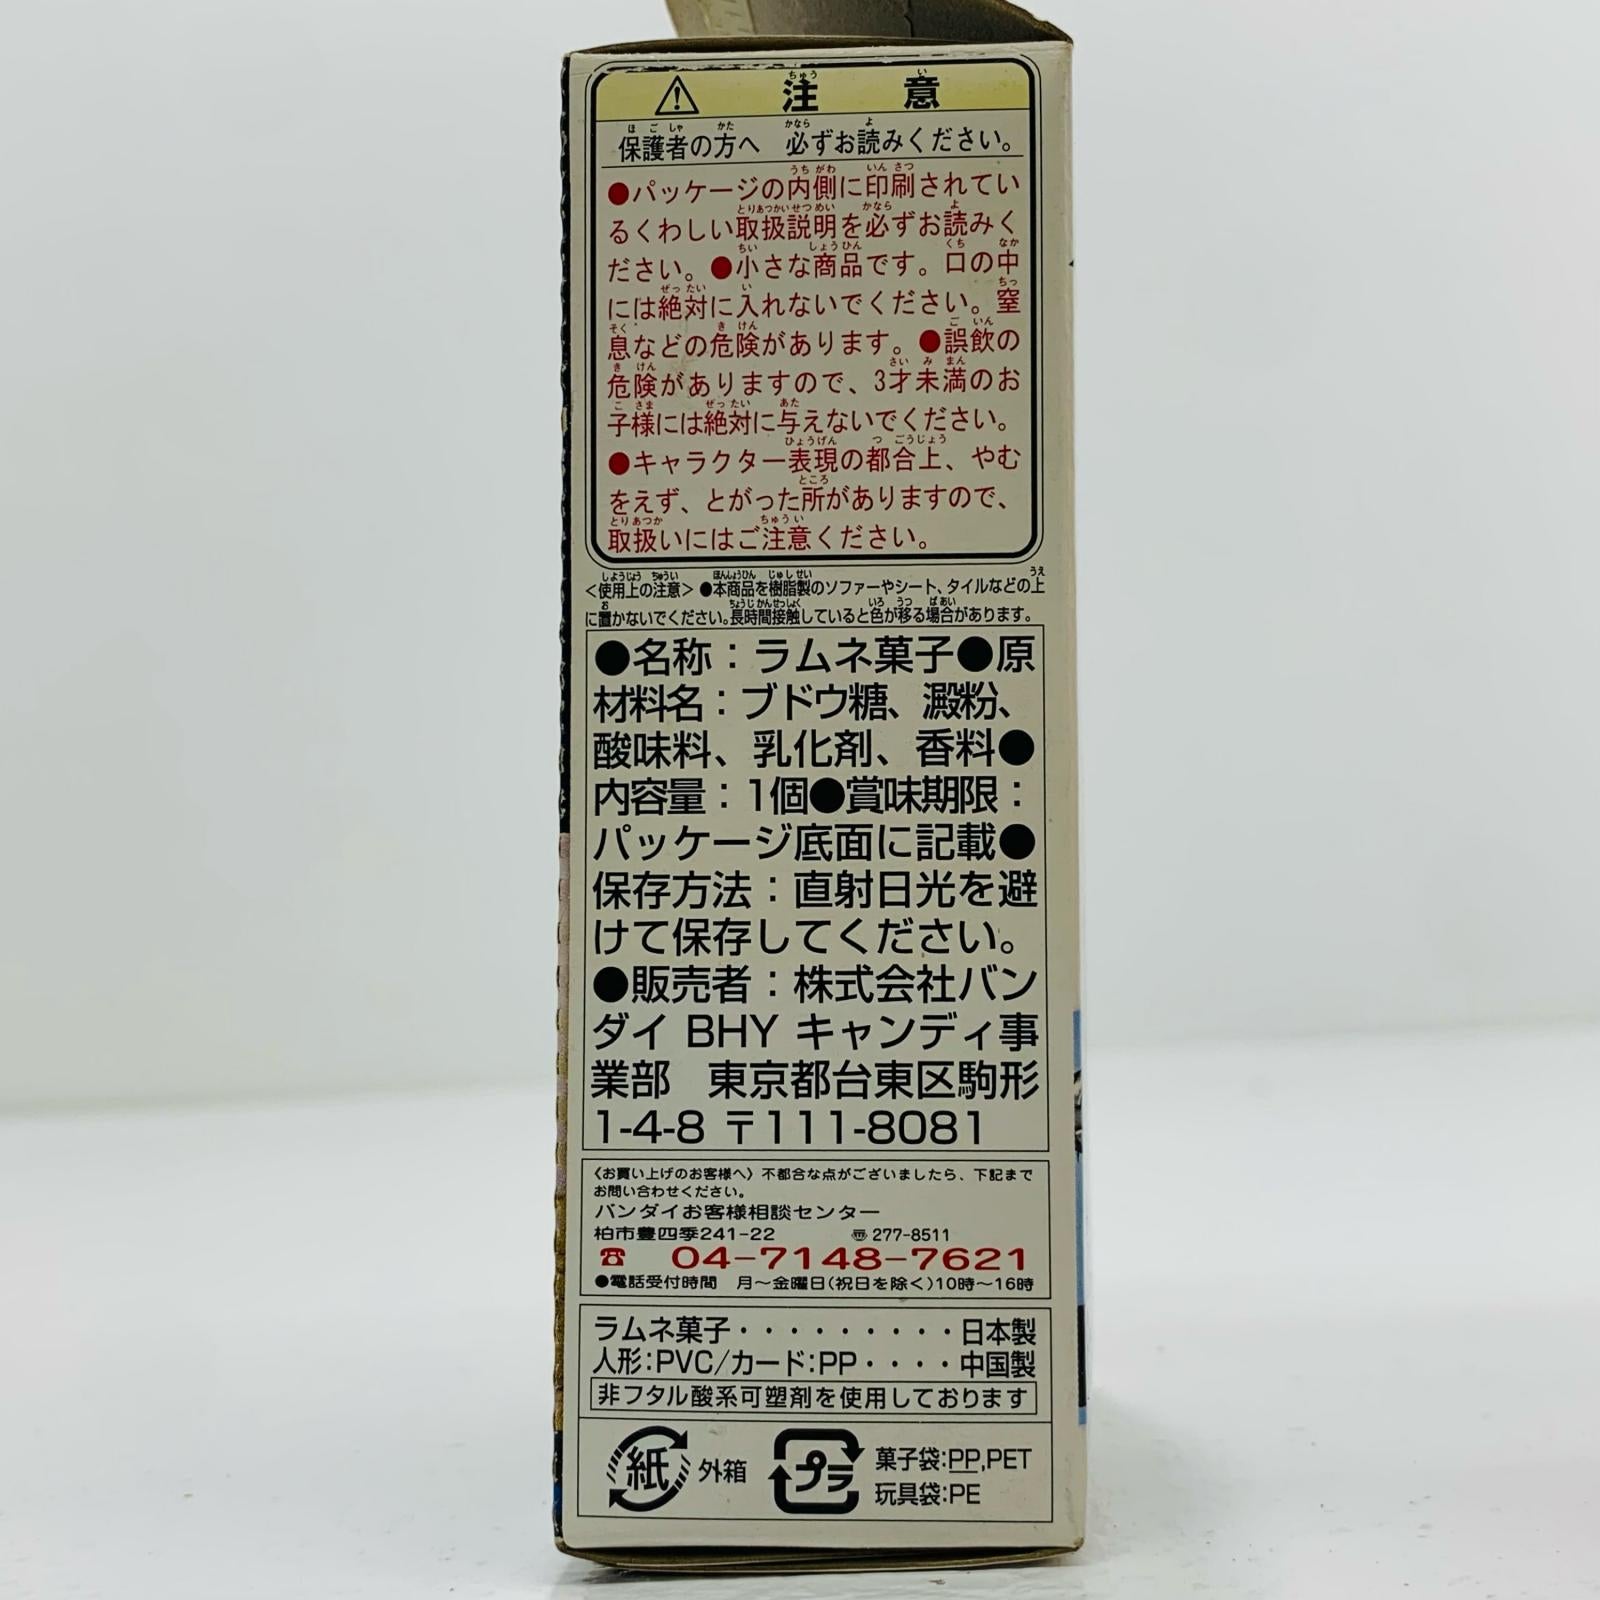 注意
保護者の方へ 必ずお読みください。
●パッケージの内側に印刷されてい
るくわしい取扱説明を必ずお読みく
ださい。●小さな商品です。口の中
には絶対に入れないでください。窒
息などの危険があります。●誤飲の
危険がありますので、3才未満のお
子様には絶対に与えないでください。
●キャラクター表現の都合上、やむ
をえず、とがった所がありますので、
取扱いにはご注意ください。
<使用上の注意>●本商品を樹脂製のソファーやシート、タイルなどの上
に置かないでください。長時間接触していると色が移る場合があります。
●名称：ラムネ菓子●原
材料名：ブドウ糖、澱粉、
酸味料、乳化剤、香料●
内容量：1個●賞味期限：
パッケージ底面に記載●
保存方法：直射日光を避
けて保存してください。
●販売者：株式会社バン
ダイ BHY キャンディ事
業部 東京都台東区駒形
1-4-8 〒111-8081
〈お買い上げのお客様へ〉不都合な点がございましたら、下記まで
お問い合わせください。
バンダイお客様相談センター
柏市豊四季241-22 〠277-8511
☎ 04-7148-7621
●電話受付時間 月～金曜日(祝日を除く)10時～16時
ラムネ菓子・・・・・・・・・日本製
人形:PVC/カード:PP・・・・中国製
非フタル酸系可塑剤を使用しております
紙 外箱 プラ 菓子袋:PP,PET
玩具袋:PE